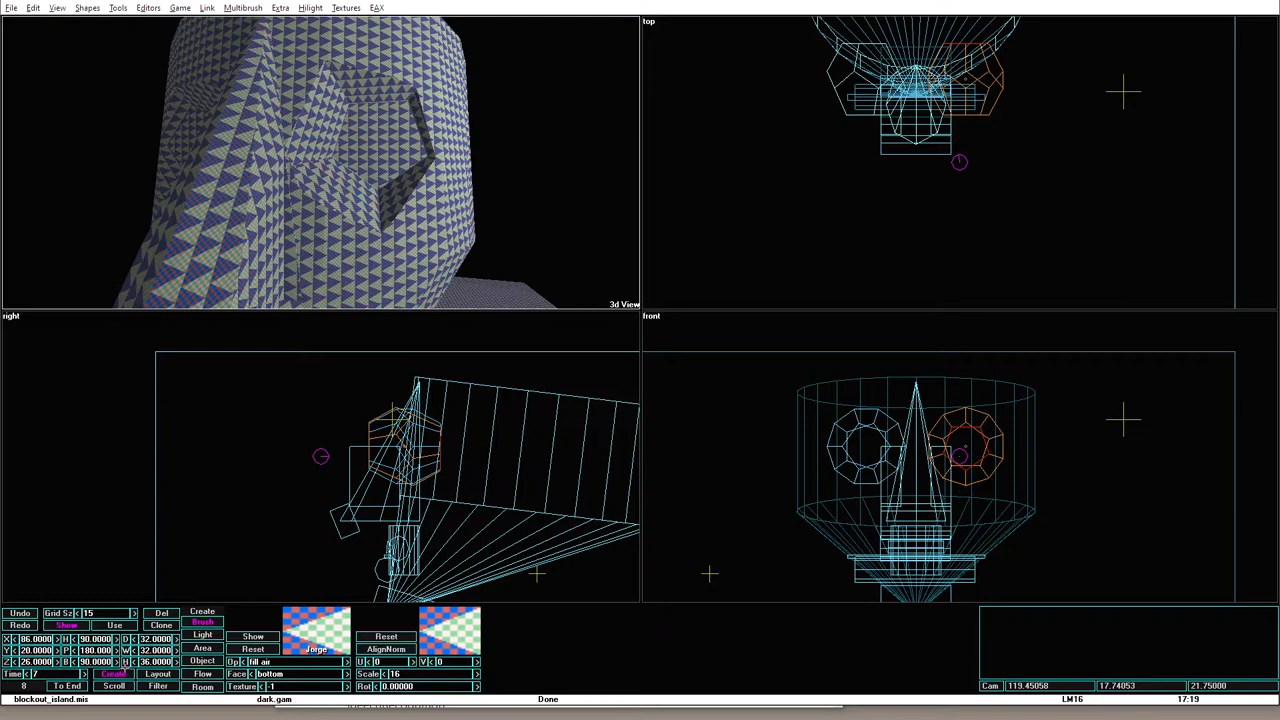 File Edit View Shapes Tools Editors Game Link Multibrush Extra Hilight Textures EAX
3d View
top
right
front
Undo Grid Sz 15 Del
Redo Show Use Clone
X 86.0000 H 90.0000 D 32.0000
Y 20.0000 P 180.0000 W 32.0000
Z 26.0000 B 90.0000 H 36.0000
Time 7 Create Layout
8 To End Scroll Filter
Create
Brush
Light
Area
Object
Flow
Room
Show
Reset
Jorge
Op fill air
Face bottom
Texture -1
Reset
AlignNorm
U 0 V 0
Scale 16
Rot 0.00000
Cam 119.45058 17.74053 21.75000
blockout_island.mis dark.gam Done LM16 17:19